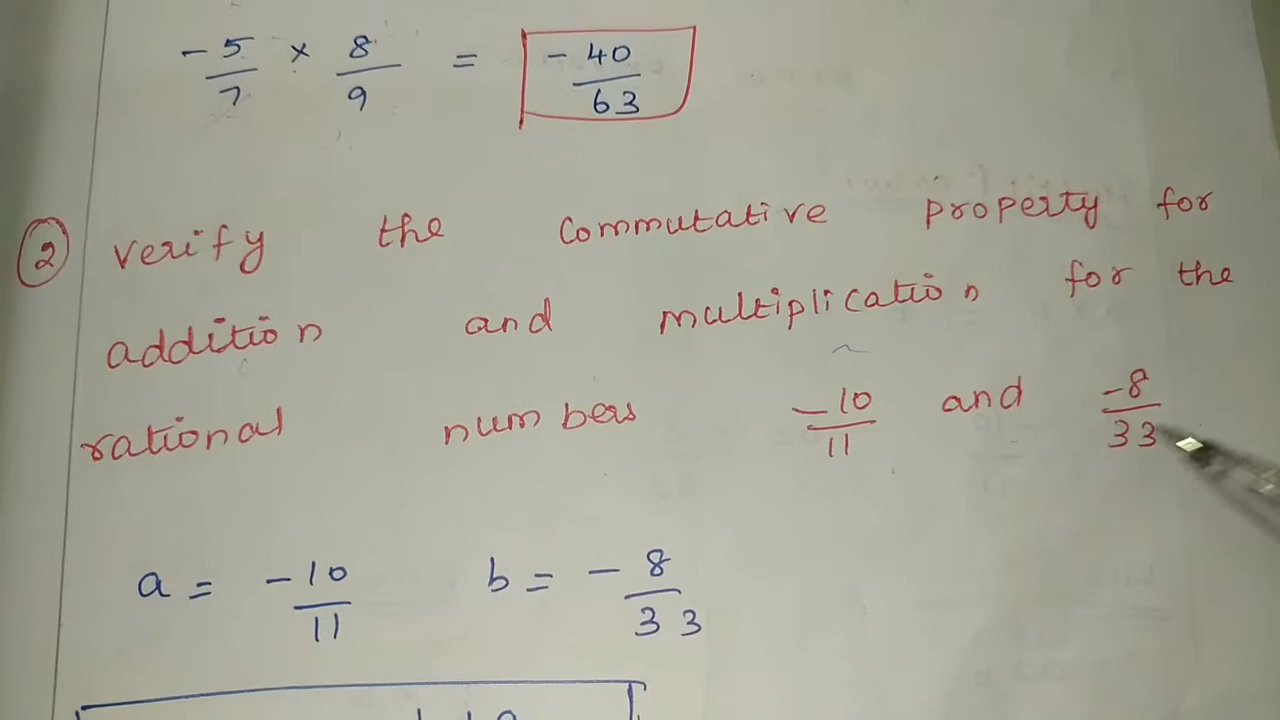 -5/7 × 8/9 = -40/63
② verify the commutative property for
addition and multiplication for the
rational numbers -10/11 and -8/33
a = -10/11 b = -8/33